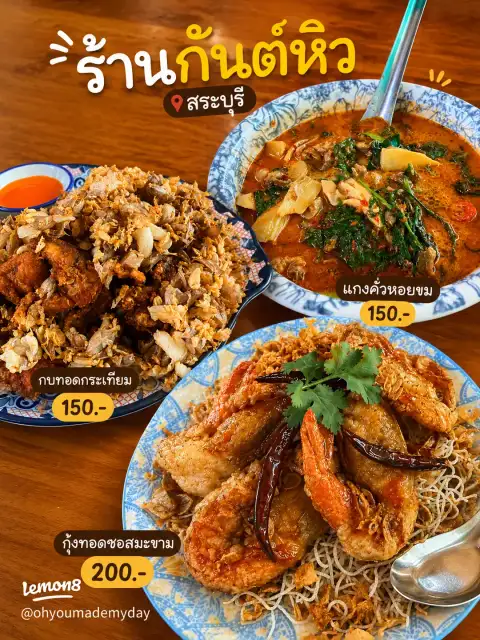 ร้านกันต์หิว
สระบุรี
แกงคั่วหอยขม
150.-
กบทอดกระเทียม
150.-
กุ้งทอดซอสมะขาม
200.-
lemon8
@ohyoumademyday